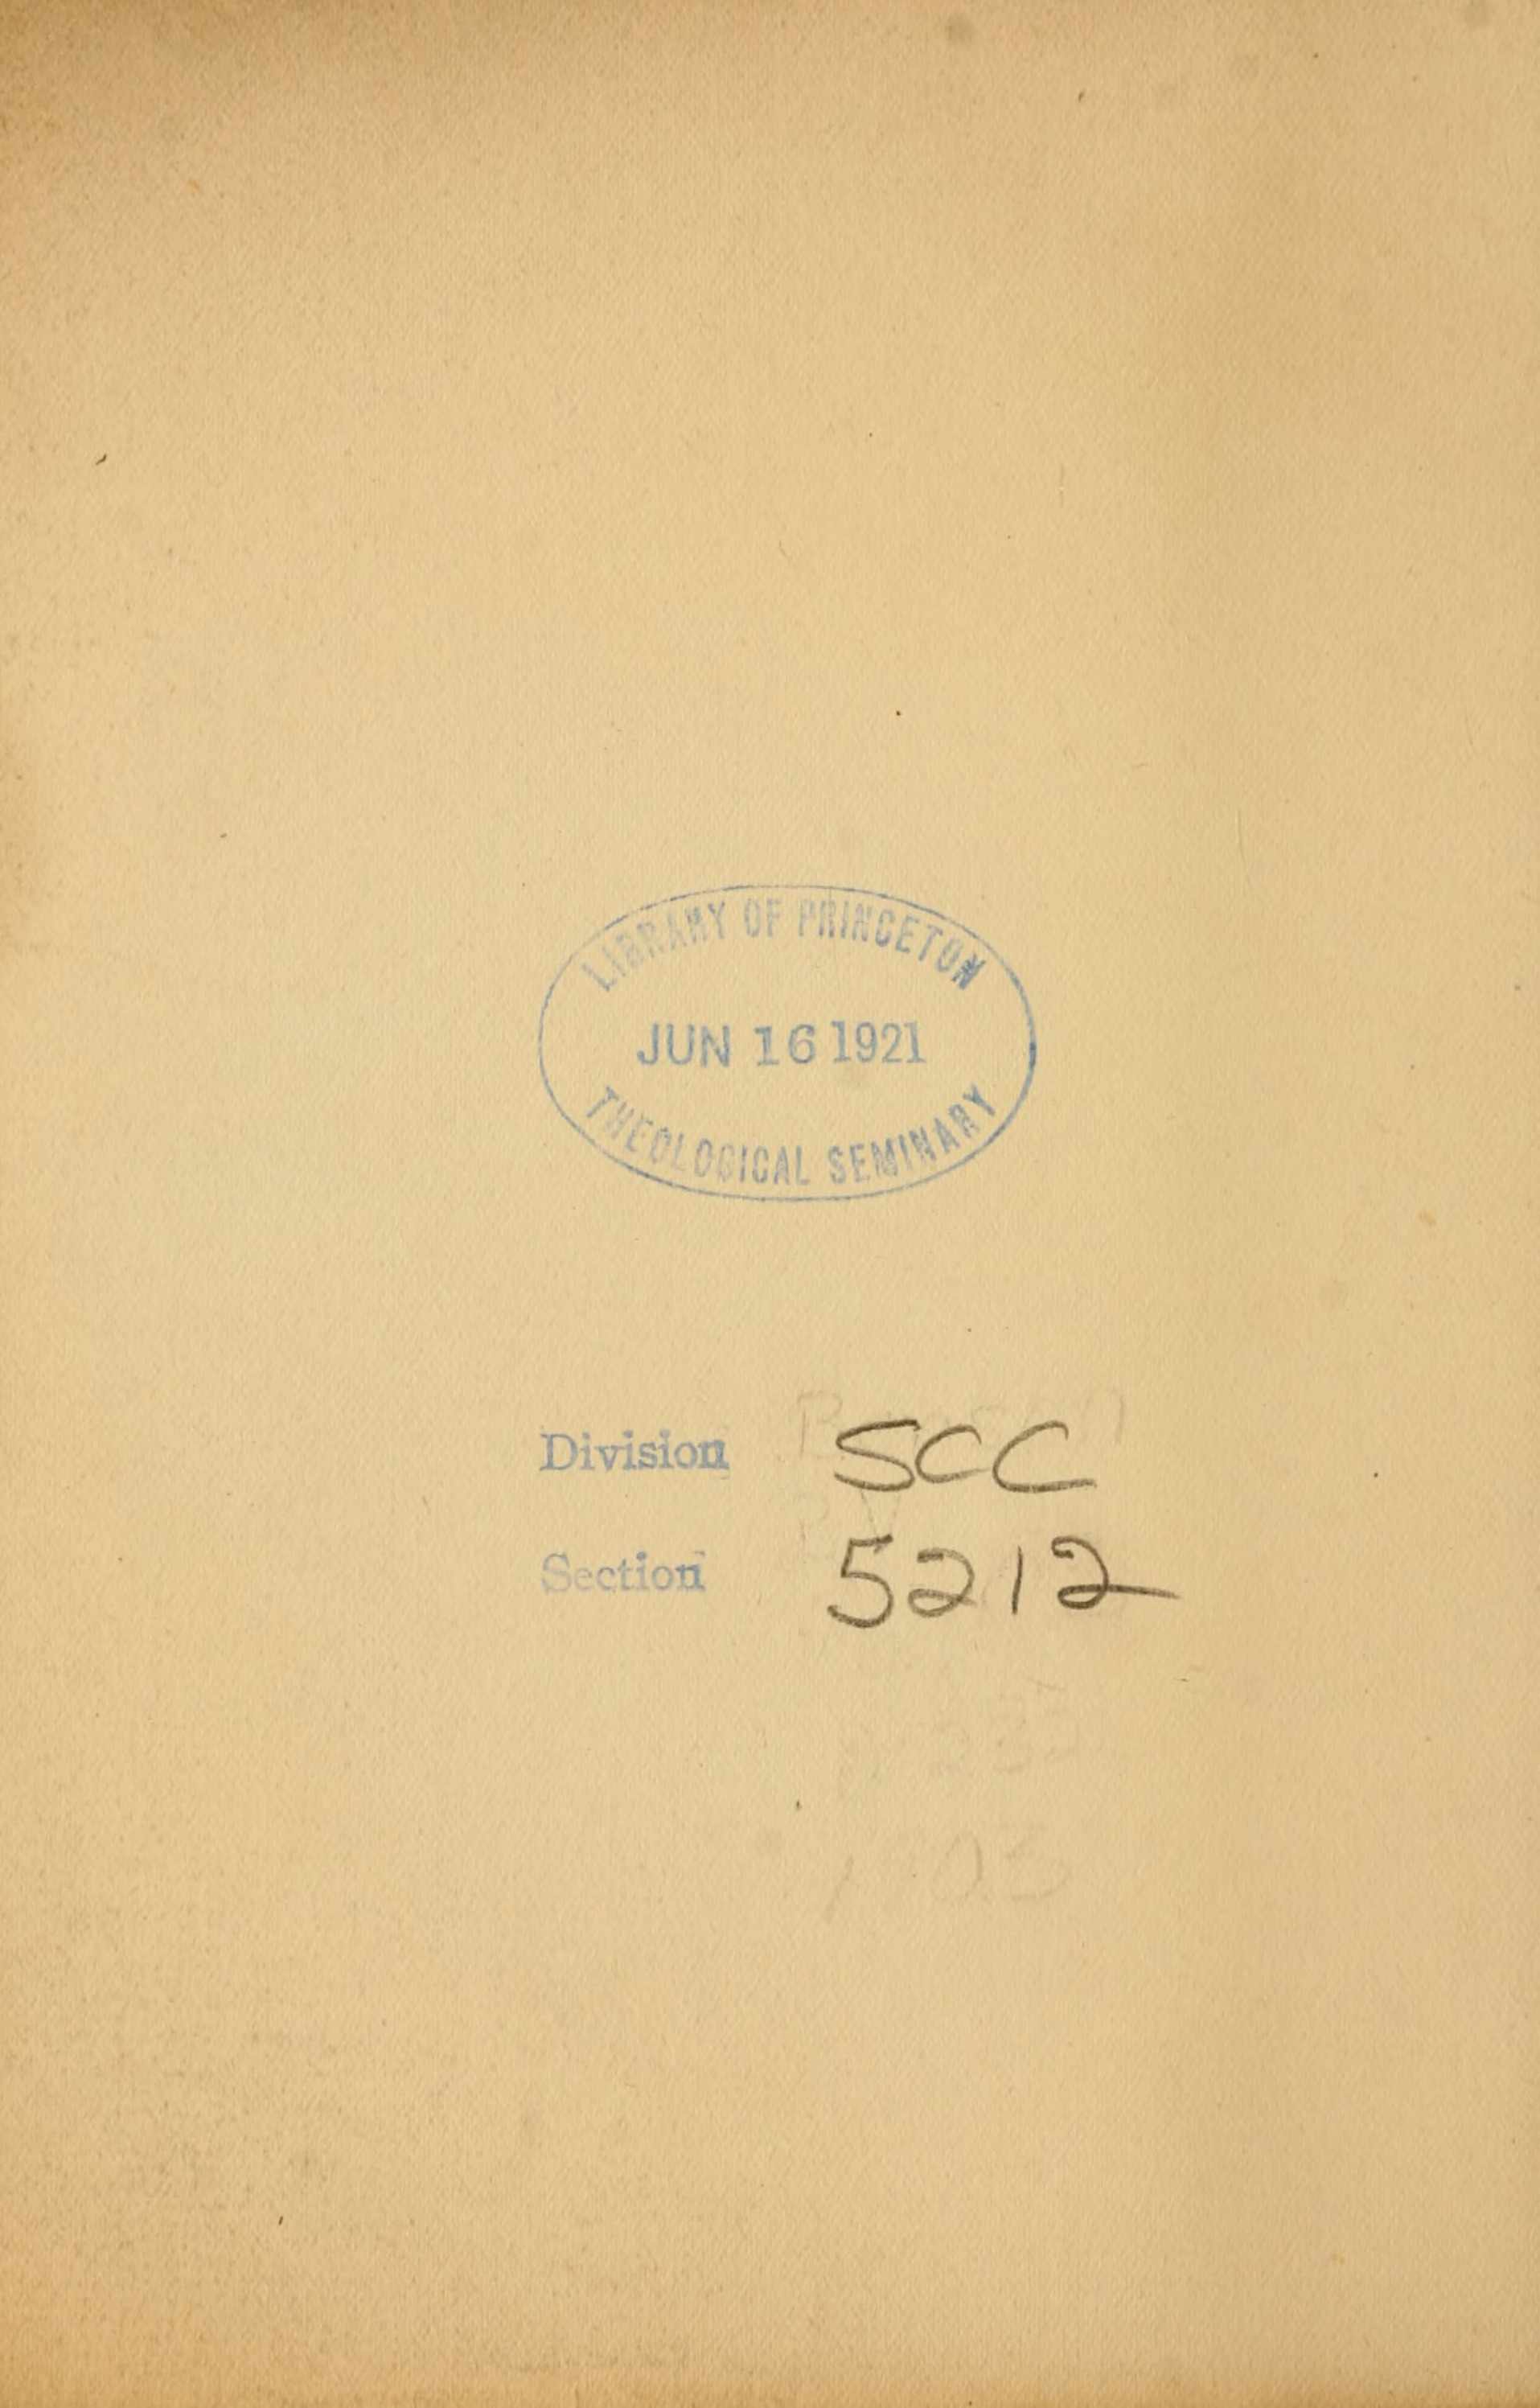 LIBRARY OF PRINCETON
JUN 16 1921
THEOLOGICAL SEMINARY
Division SCC
Section 5212